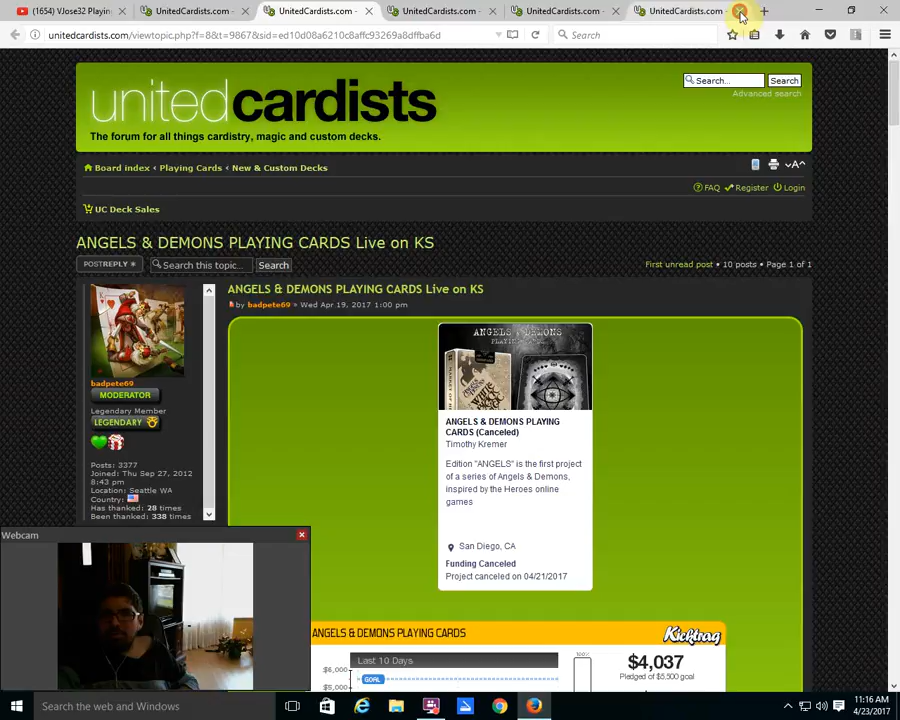 (1654) VJose32 Playing
UnitedCardists.com -
UnitedCardists.com -
UnitedCardists.com -
UnitedCardists.com -
UnitedCardists.com -
unitedcardists.com/viewtopic.php?f=8&t=9867&sid=ed10d08a6ca8affc93269a8dffbda6d
Search
unitedcardists
The forum for all things cardistry, magic and custom decks.
Search...
Search
Advanced search
Board index ‹ Playing Cards ‹ New & Custom Decks
A
FAQ Register Login
UC Deck Sales
ANGELS & DEMONS PLAYING CARDS Live on KS
POSTREPLY
Search this topic...
Search
First unread post • 10 posts • Page 1 of 1
ANGELS & DEMONS PLAYING CARDS Live on KS
by badpete69 » Wed Apr 19, 2017 1:00 pm
badpete69
MODERATOR
Legendary Member
LEGENDARY
Posts: 3377
Joined: Thu Sep 27, 2012
8:43 pm
Location: Seattle WA
Country:
Has thanked: 28 times
Been thanked: 338 times
ANGELS & DEMONS
PLAYING CARDS
ANGELS & DEMONS PLAYING
CARDS (Canceled)
Timothy Kremer
Edition "ANGELS" is the first project
of a series of Angels & Demons,
inspired by the Heroes online
games
San Diego, CA
Funding Canceled
Project canceled on 04/21/2017
Webcam
ANGELS & DEMONS PLAYING CARDS
Kicktraq
Last 10 Days
$6,000
GOAL
$5,000
100%
$4,037
Pledged of $5,500 goal
Search the web and Windows
11:16 AM
4/23/2017